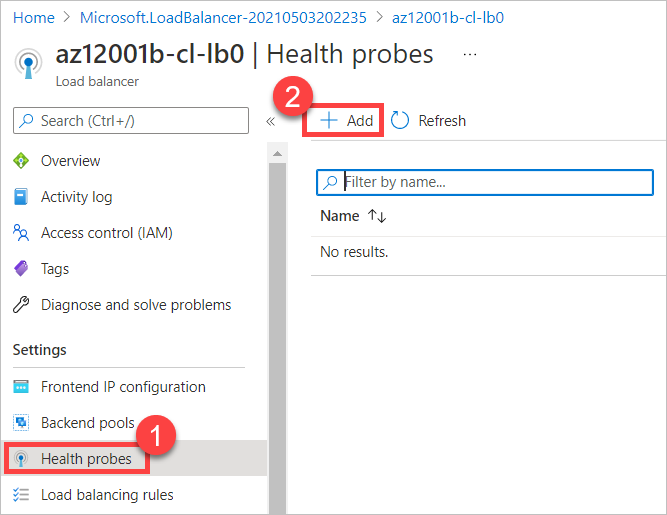 Home > Microsoft.LoadBalancer-20210503202235 > az12001b-cl-lb0
az12001b-cl-lb0 | Health probes ...
Load balancer
Search (Ctrl+/)
«
2
Add
Refresh
Overview
Activity log
Access control (IAM)
Tags
Diagnose and solve problems
Filter by name...
Name ↑↓
No results.
Settings
Frontend IP configuration
Backend pools
1
Health probes
Load balancing rules